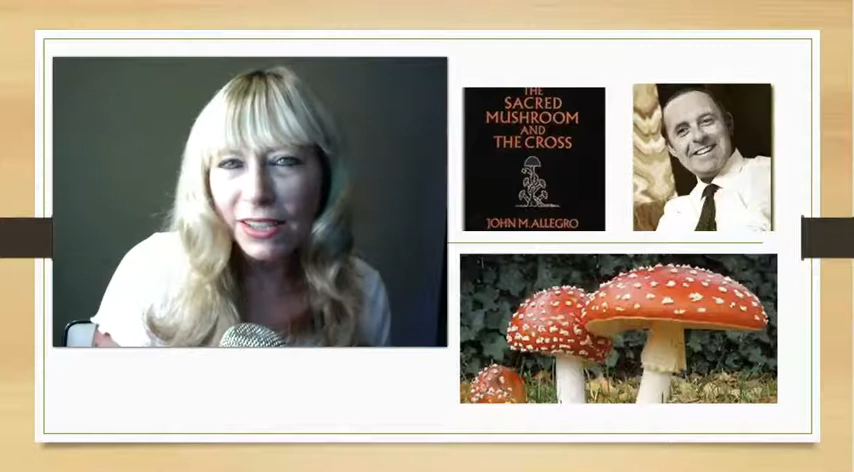 THE
SACRED
MUSHROOM
AND
THE CROSS
JOHN M. ALLEGRO